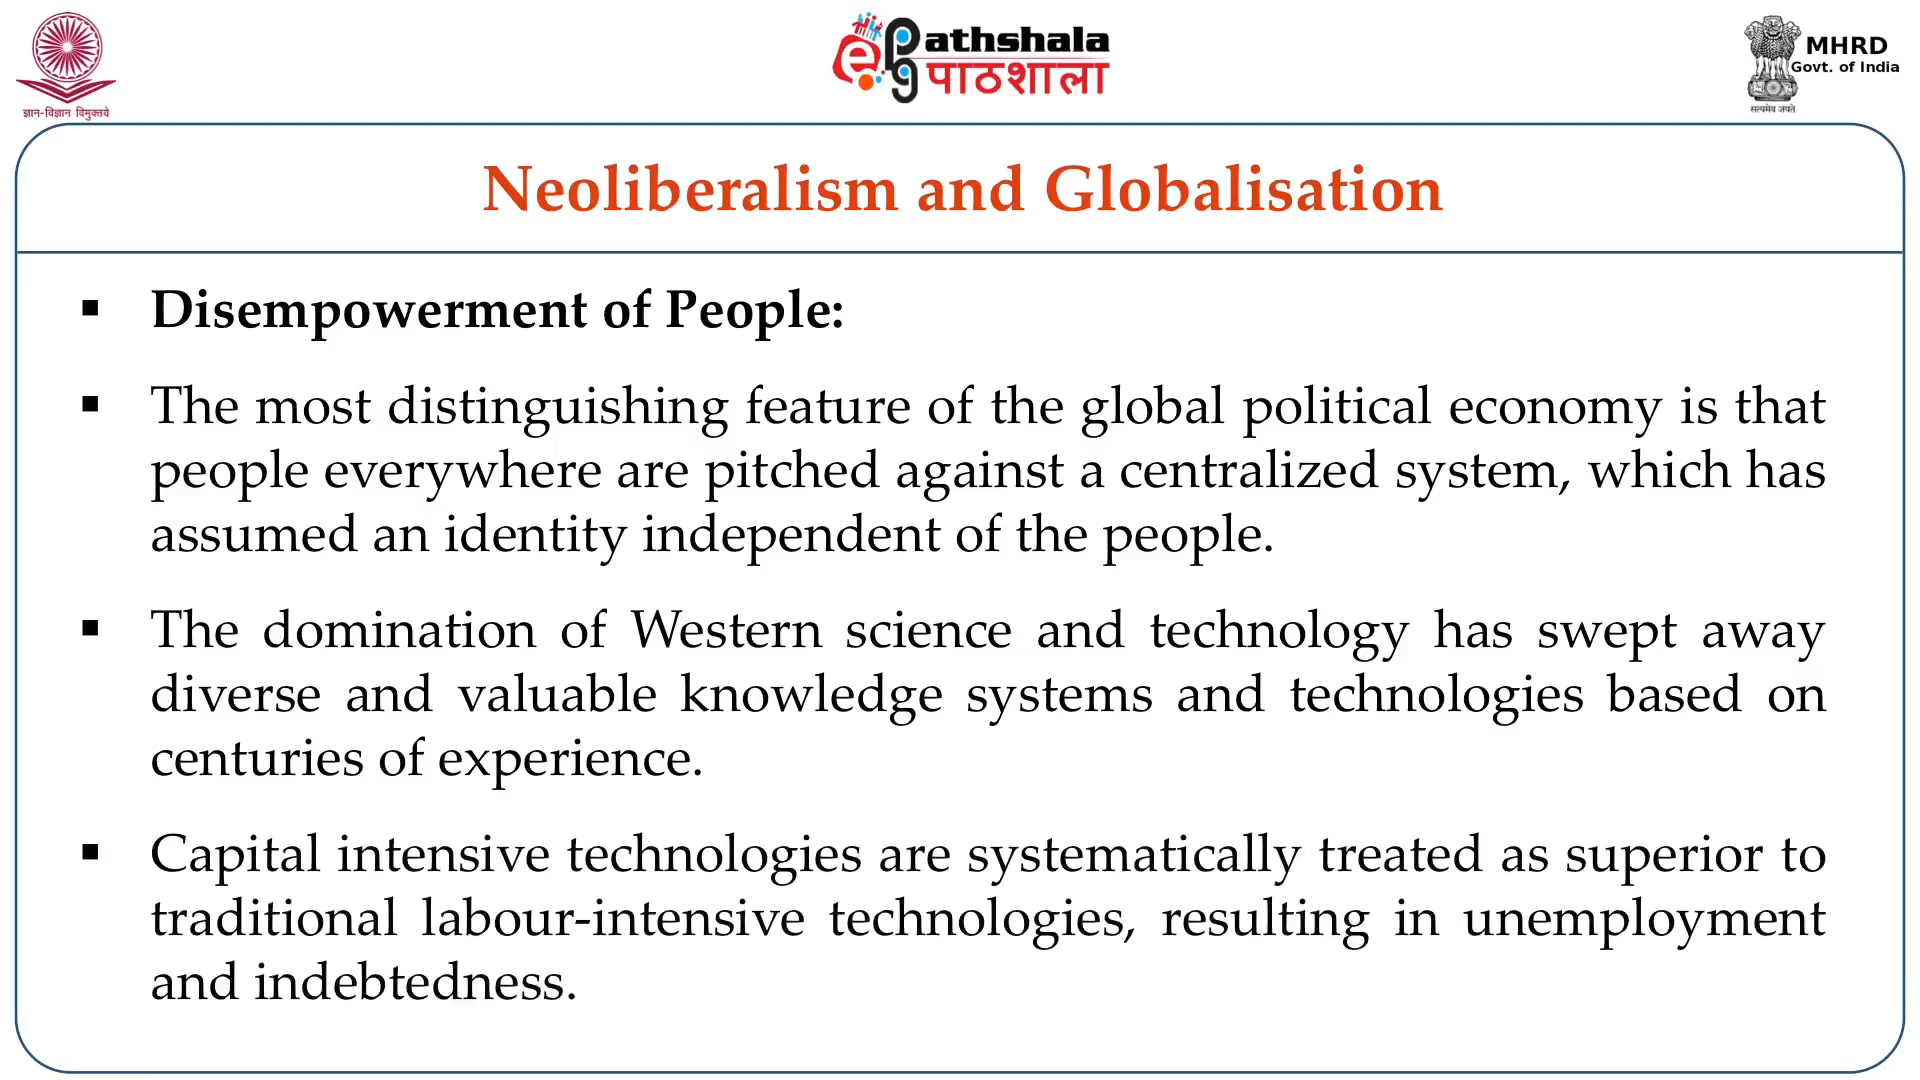 ज्ञान-विज्ञान विमुक्तये
e PG Pathshala
पाठशाला
MHRD
Govt. of India
सत्यमेव जयते
Neoliberalism and Globalisation
▪ Disempowerment of People:
▪ The most distinguishing feature of the global political economy is that
people everywhere are pitched against a centralized system, which has
assumed an identity independent of the people.
▪ The domination of Western science and technology has swept away
diverse and valuable knowledge systems and technologies based on
centuries of experience.
▪ Capital intensive technologies are systematically treated as superior to
traditional labour-intensive technologies, resulting in unemployment
and indebtedness.